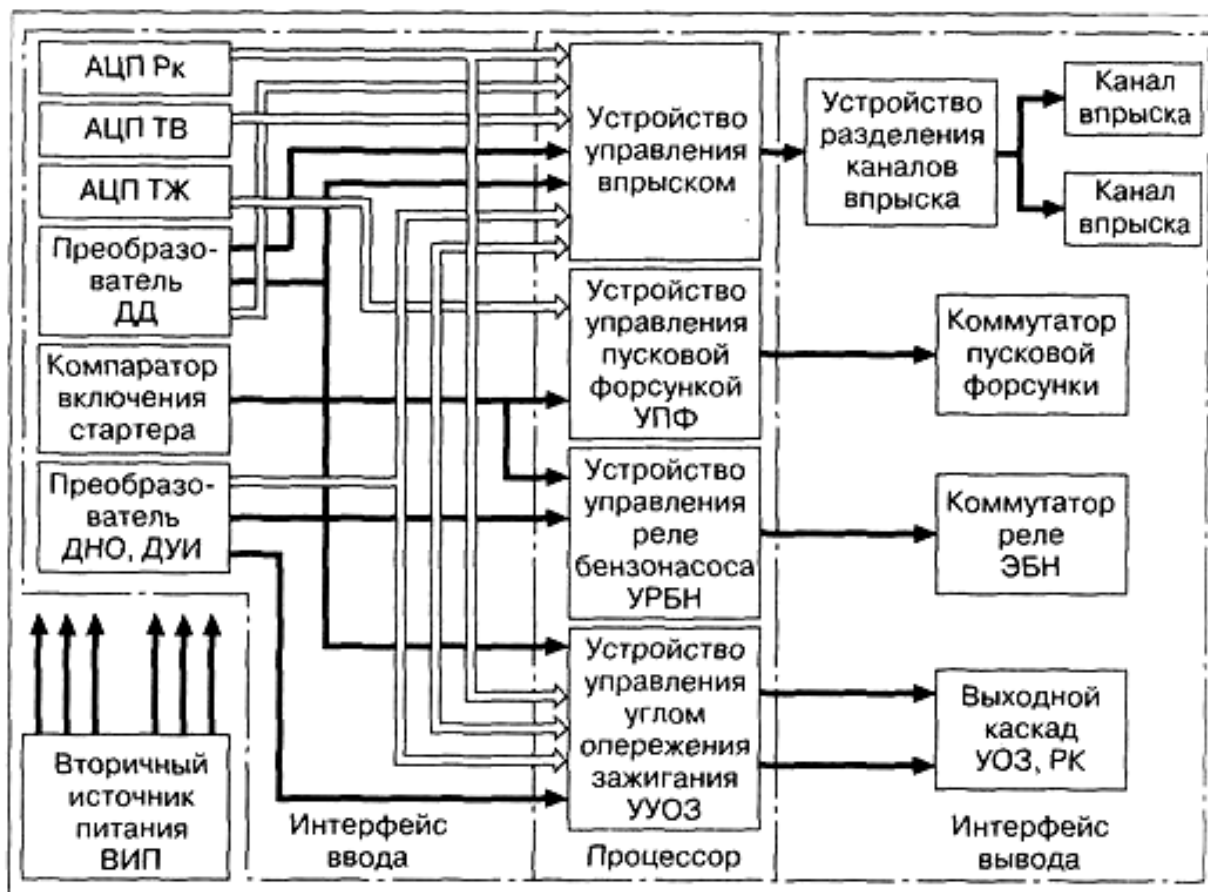 АЦП Рк
АЦП ТВ
АЦП ТЖ
Преобразо-
ватель
ДД
Компаратор
включения
стартера
Преобразо-
ватель
ДНО, ДУИ
Вторичный
источник
питания
ВИП
Интерфейс
ввода
Устройство
управления
впрыском
Устройство
управления
пусковой
форсункой
УПФ
Устройство
управления
реле
бензонасоса
УРБН
Устройство
управления
углом
опережения
зажигания
УУОЗ
Процессор
Устройство
разделения
каналов
впрыска
Канал
впрыска
Канал
впрыска
Коммутатор
пусковой
форсунки
Коммутатор
реле
ЭБН
Выходной
каскад
УОЗ, РК
Интерфейс
вывода